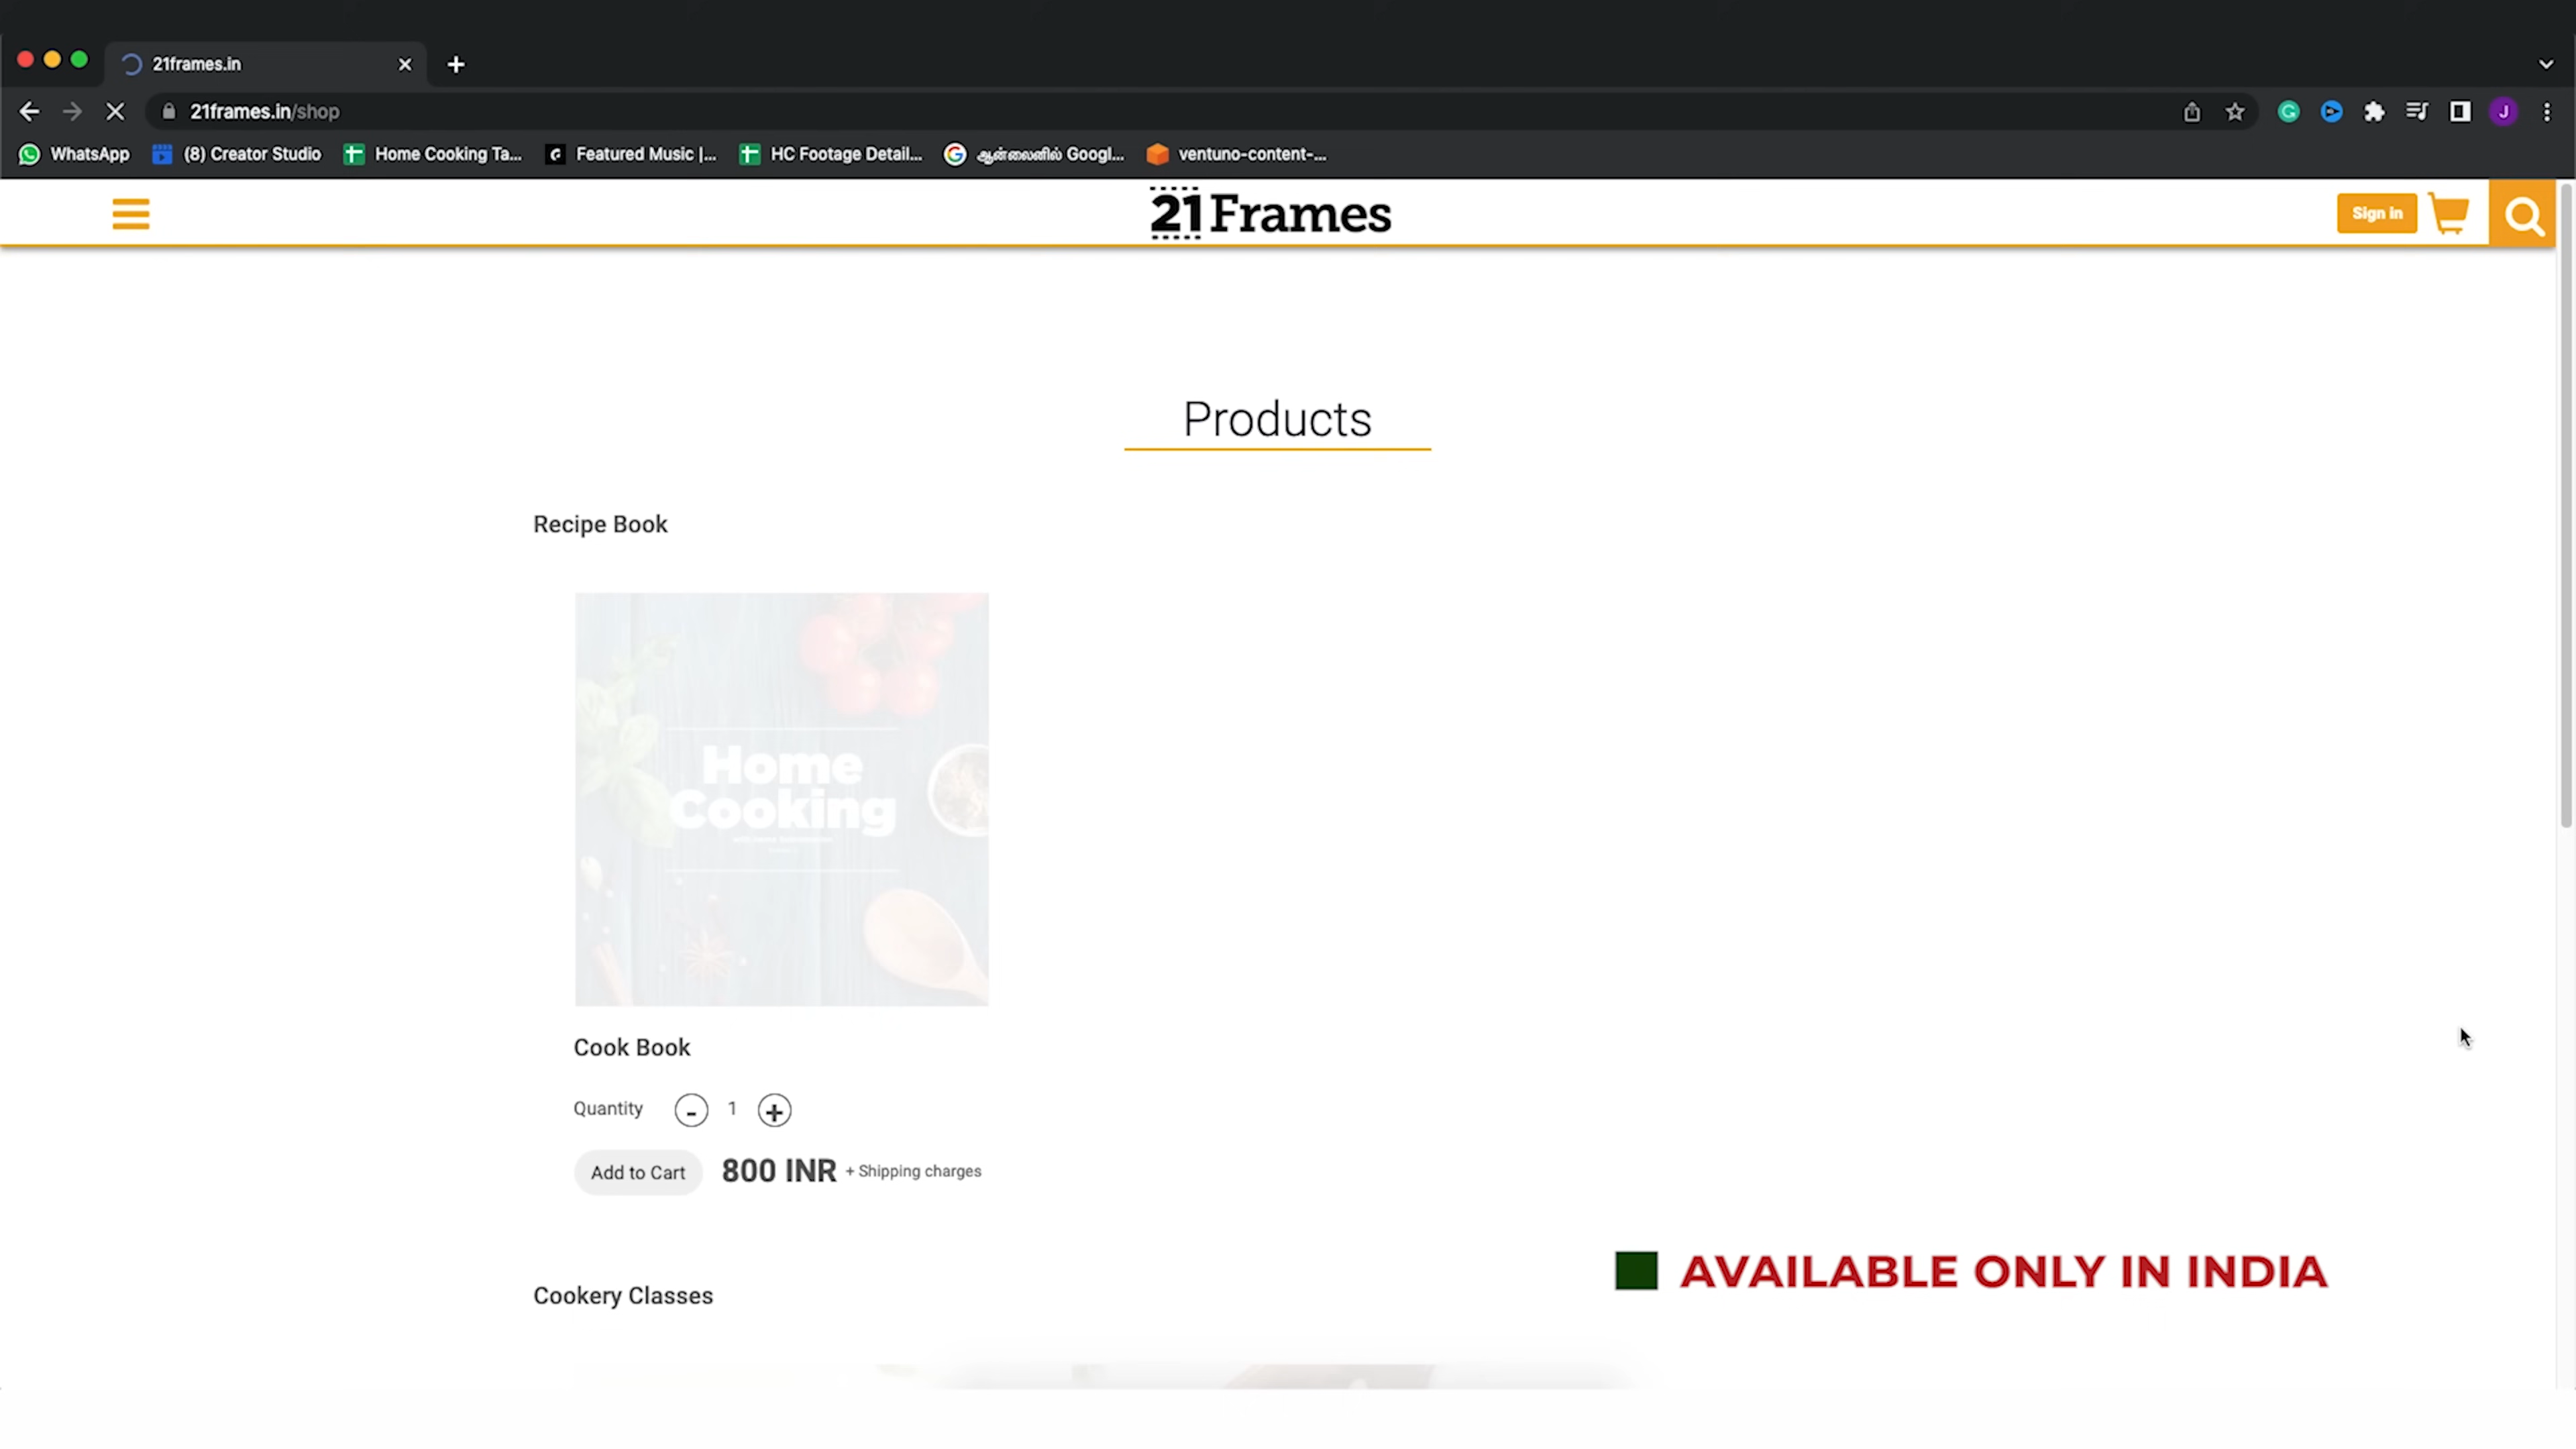 21frames.in
21frames.in/shop
J
WhatsApp
(8) Creator Studio
Home Cooking Ta...
Featured Music |...
HC Footage Detail...
ஆன்லைனில் Googl...
ventuno-content-...
21Frames
Sign in
Products
Recipe Book
Home
Cooking
Cook Book
Quantity - 1 +
Add to Cart 800 INR + Shipping charges
AVAILABLE ONLY IN INDIA
Cookery Classes